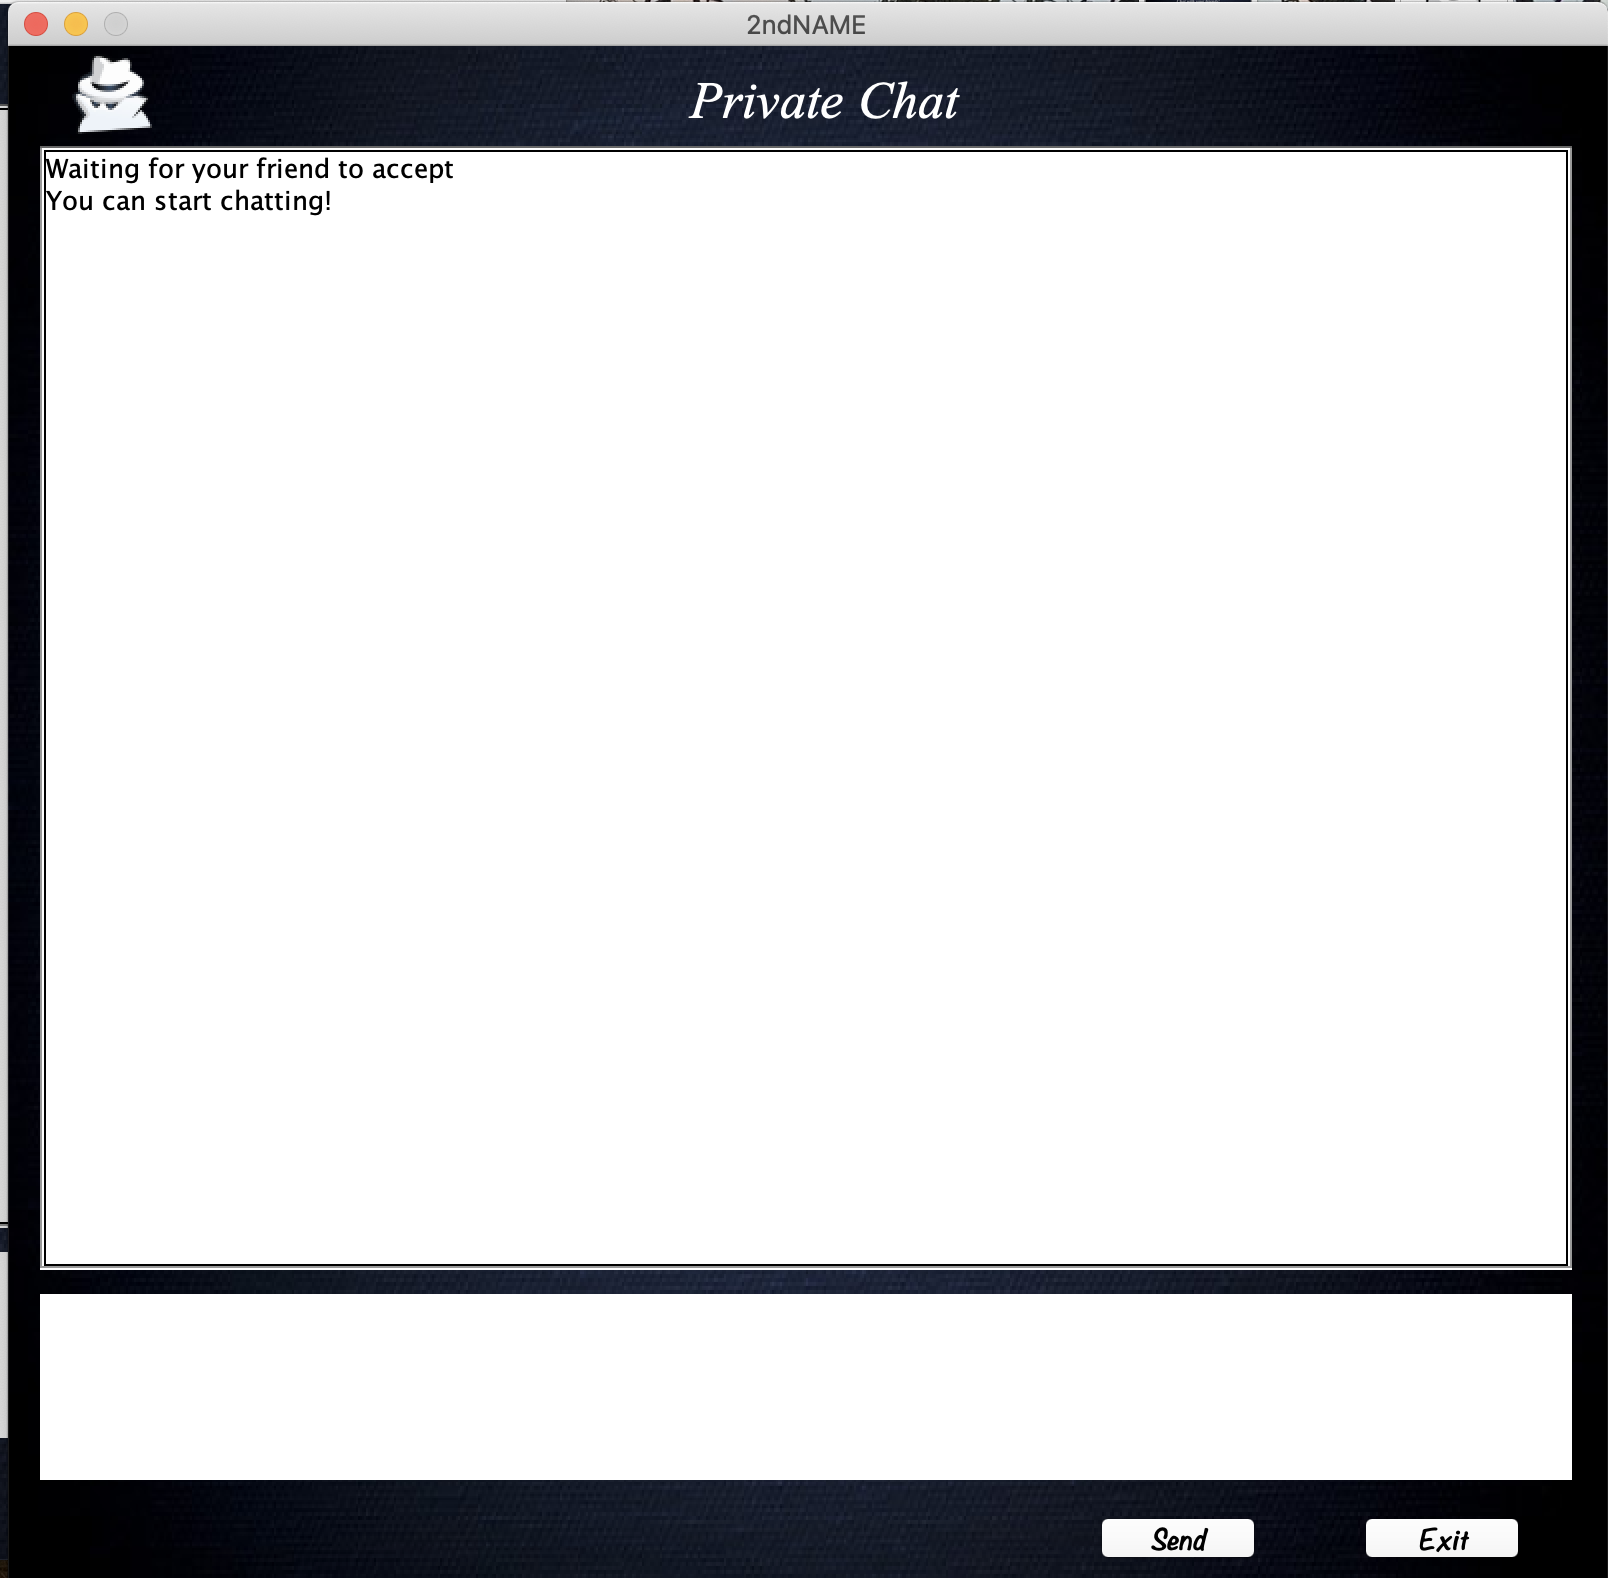 2ndNAME
Private Chat
Waiting for your friend to accept
You can start chatting!
Send
Exit